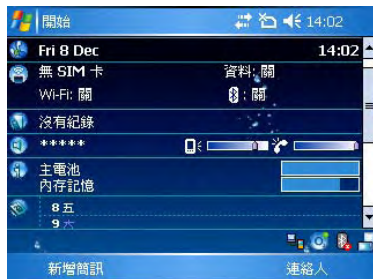 開始 14:02
Fri 8 Dec 14:02
無 SIM 卡 資料: 關
Wi-Fi: 關 : 關
沒有紀錄
*****
主電池
內存記憶
8 五
9 六
新增簡訊 連絡人